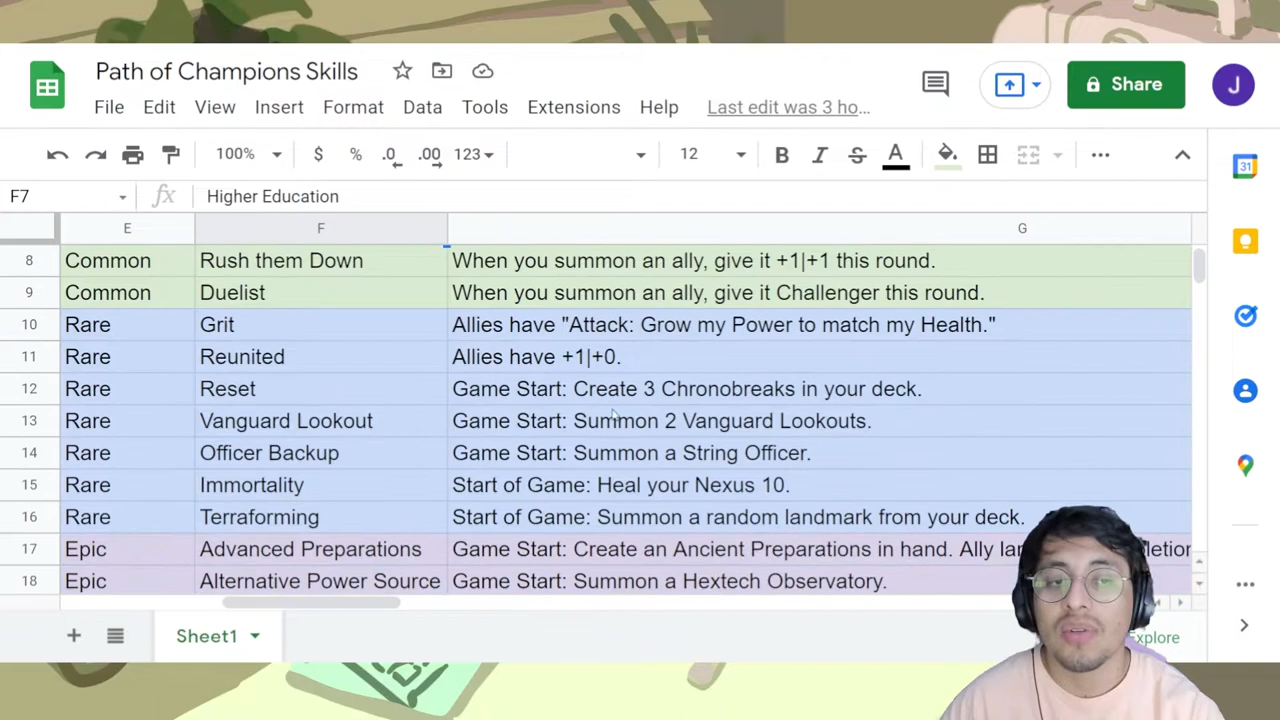 Path of Champions Skills
File Edit View Insert Format Data Tools Extensions Help Last edit was 3 ho...
Share
J
100% $ % .0 .00 123 12 B I S A
31
F7 fx Higher Education
E F G
8 Common Rush them Down When you summon an ally, give it +1|+1 this round.
9 Common Duelist When you summon an ally, give it Challenger this round.
10 Rare Grit Allies have "Attack: Grow my Power to match my Health."
11 Rare Reunited Allies have +1|+0.
12 Rare Reset Game Start: Create 3 Chronobreaks in your deck.
13 Rare Vanguard Lookout Game Start: Summon 2 Vanguard Lookouts.
14 Rare Officer Backup Game Start: Summon a String Officer.
15 Rare Immortality Start of Game: Heal your Nexus 10.
16 Rare Terraforming Start of Game: Summon a random landmark from your deck.
17 Epic Advanced Preparations Game Start: Create an Ancient Preparations in hand. Ally
18 Epic Alternative Power Source Game Start: Summon a Hextech Observatory.
Sheet1
Explore